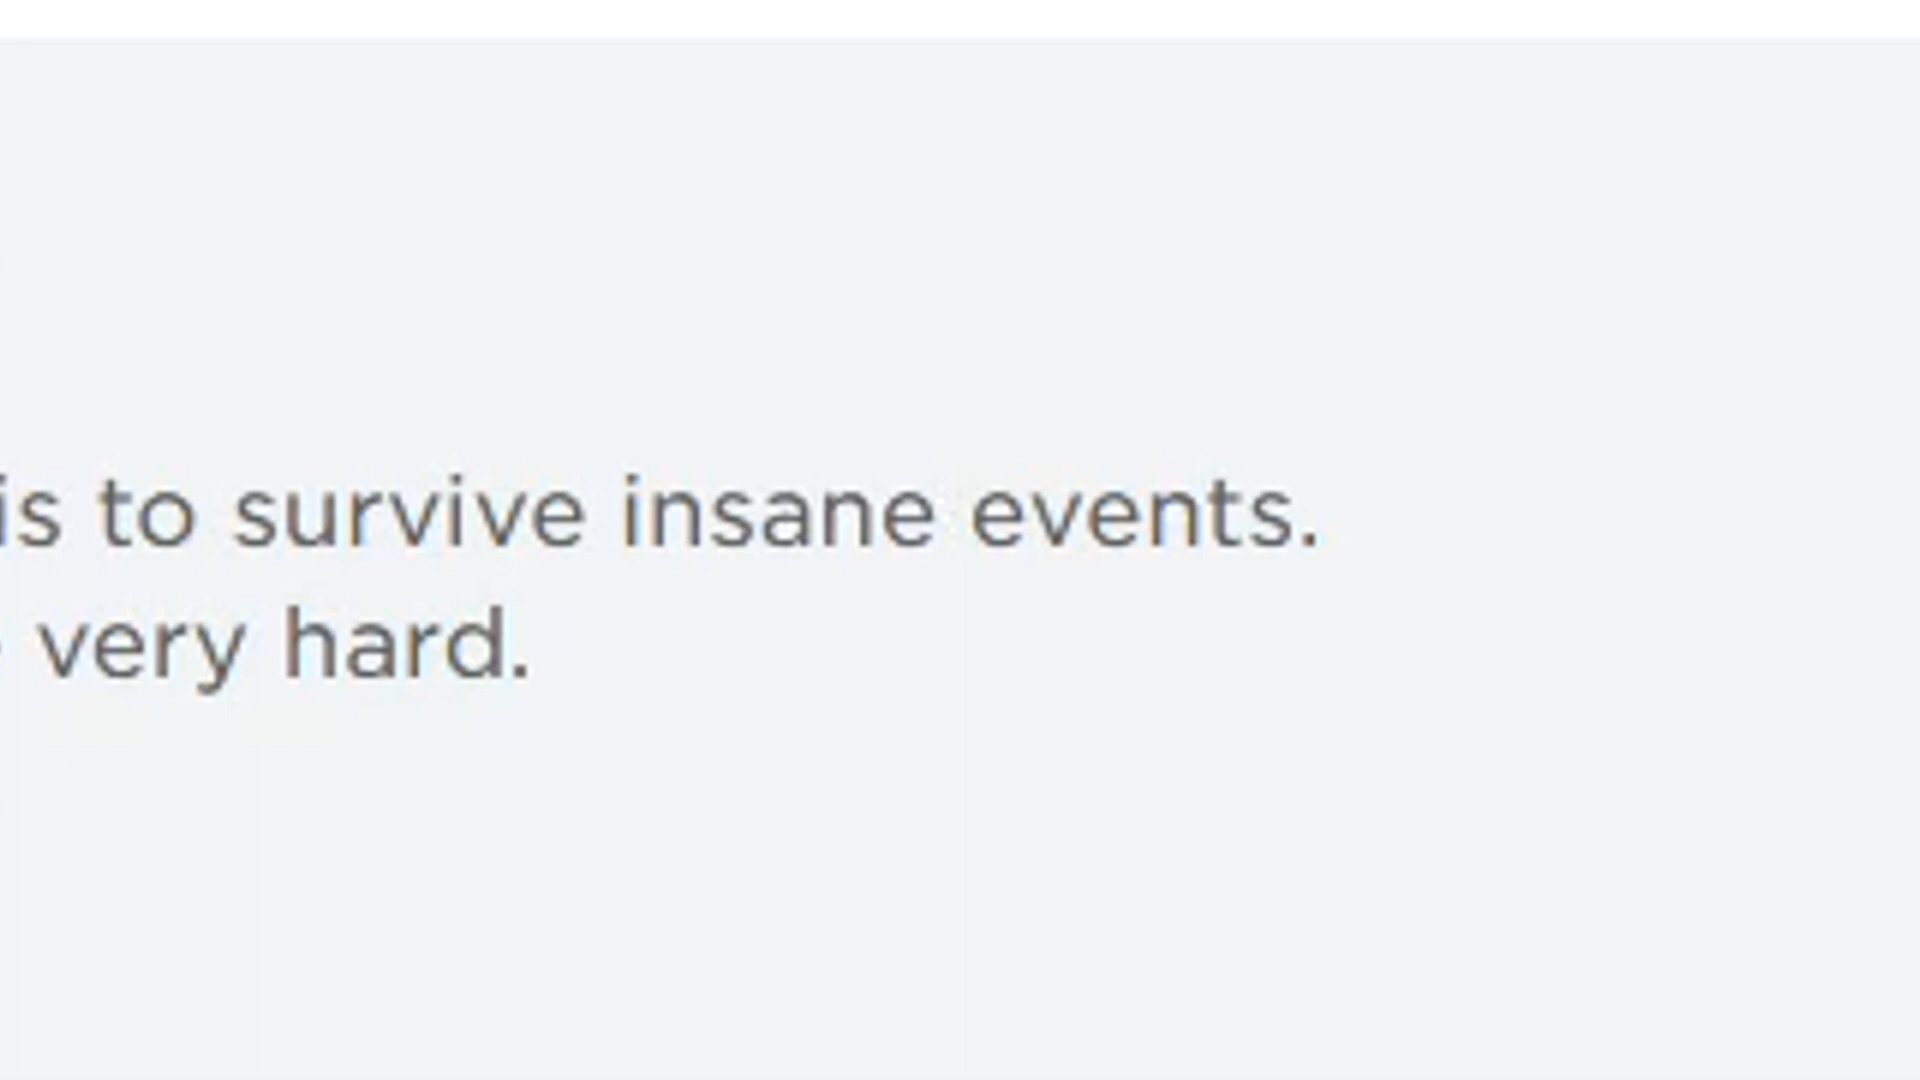 is to survive insane events.
very hard.